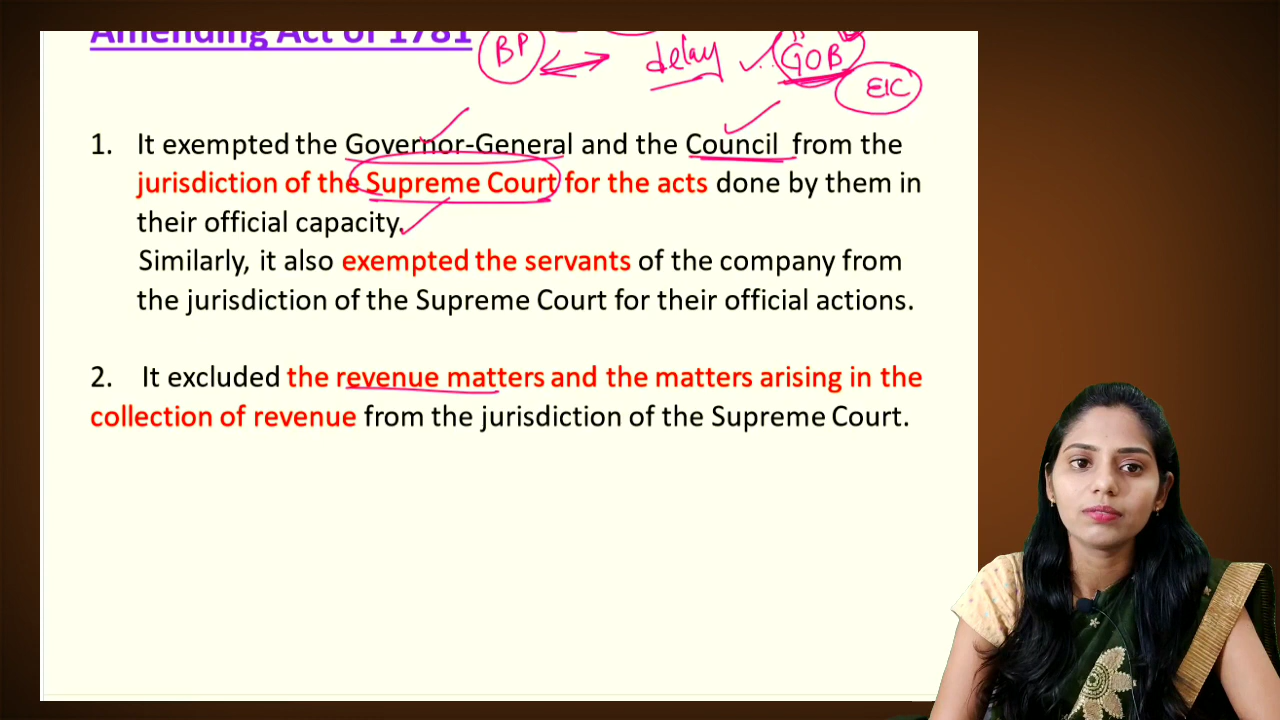 Amending Act of 1781
BP delay GOB
EIC
1. It exempted the Governor-General and the Council from the
jurisdiction of the Supreme Court for the acts done by them in
their official capacity.
Similarly, it also exempted the servants of the company from
the jurisdiction of the Supreme Court for their official actions.
2. It excluded the revenue matters and the matters arising in the
collection of revenue from the jurisdiction of the Supreme Court.